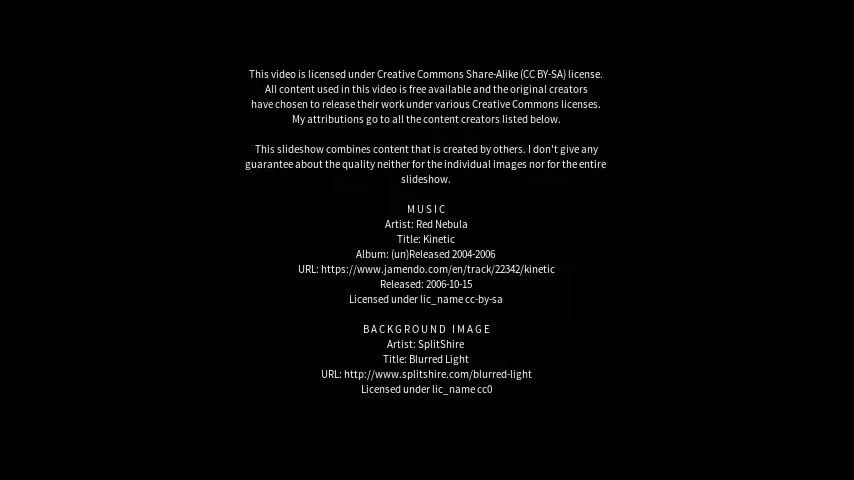 This video is licensed under Creative Commons Share-Alike (CC BY-SA) license.
All content used in this video is free available and the original creators
have chosen to release their work under various Creative Commons licenses.
My attributions go to all the content creators listed below.
This slideshow combines content that is created by others. I don't give any
guarantee about the quality neither for the individual images nor for the entire
slideshow.
MUSIC
Artist: Red Nebula
Title: Kinetic
Album: (un)Released 2004-2006
URL: https://www.jamendo.com/en/track/22342/kinetic
Released: 2006-10-15
Licensed under lic_name cc-by-sa
BACKGROUND IMAGE
Artist: SplitShire
Title: Blurred Light
URL: http://www.splitshire.com/blurred-light
Licensed under lic_name cc0